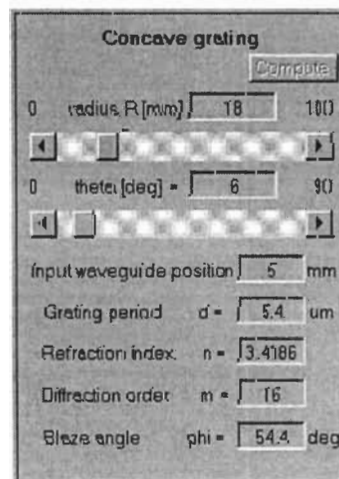 Concave grating
Compute
0 radius R [mm] 18 100
0 theta [deg] = 6 90
Input waveguide position 5 mm
Grating period d = 5.4 um
Refraction index n = 3.4186
Diffraction order m = 16
Blaze angle phi = 54.4 deg